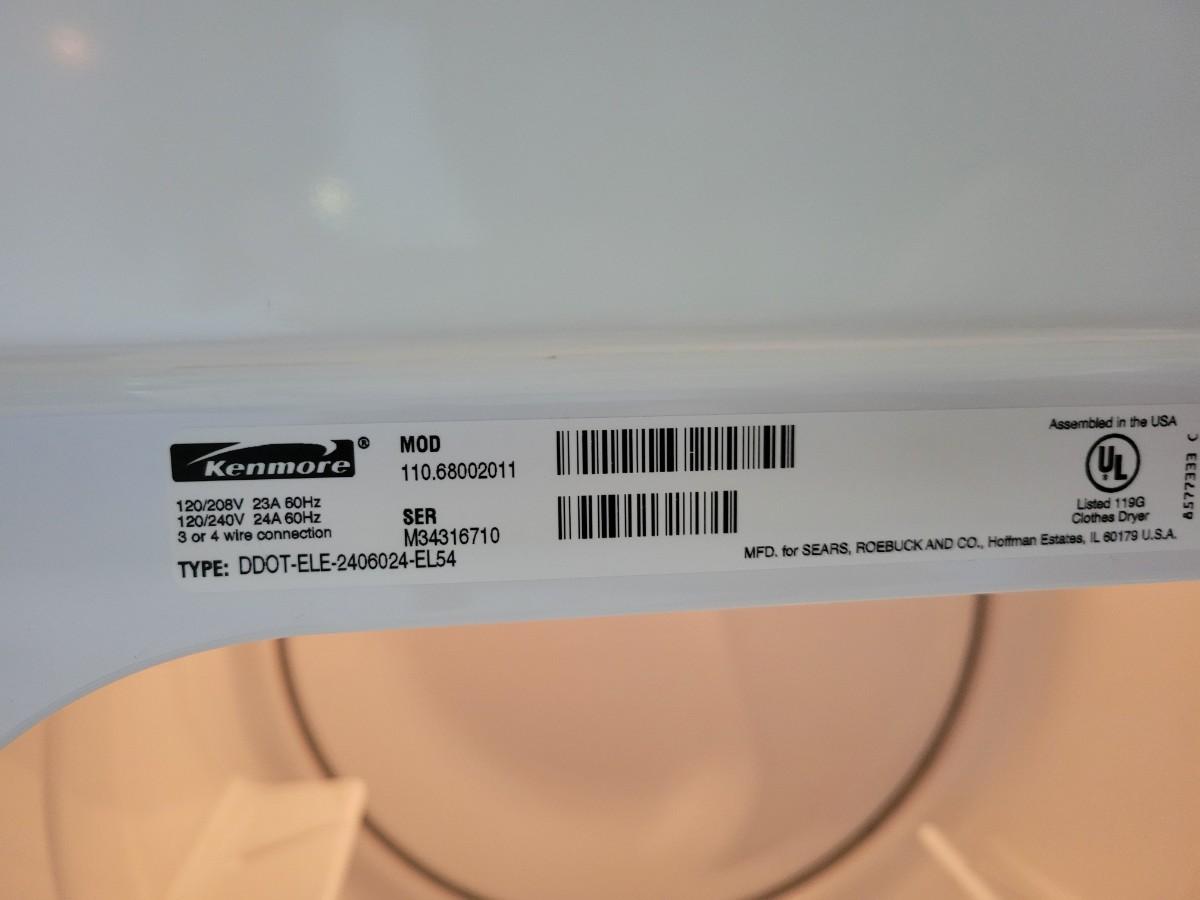 Kenmore®
120/208V 23A 60Hz
120/240V 24A 60Hz
3 or 4 wire connection
TYPE: DDOT-ELE-2406024-EL54
MOD
110.68002011
SER
M34316710
Assembled in the USA
UL
Listed 119G
Clothes Dryer
MFD. for SEARS, ROEBUCK AND CO., Hoffman Estates, IL 60179 U.S.A.
8577333 C